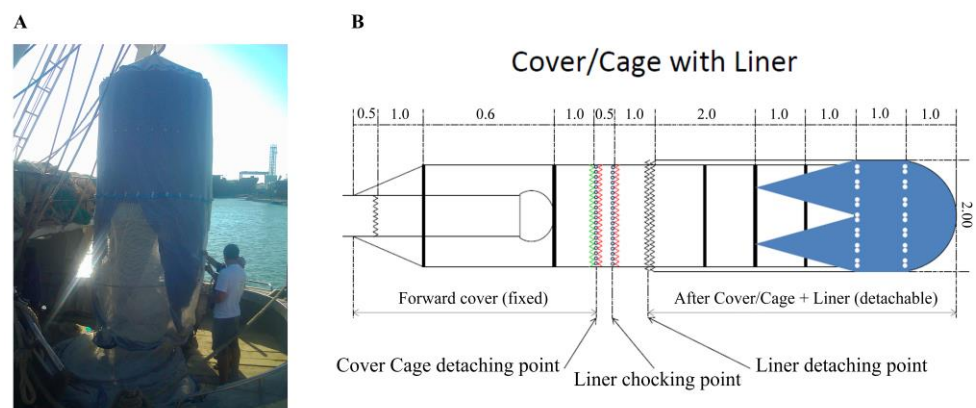 A
B
Cover/Cage with Liner
0.5 1.0 0.6 1.0 0.5 1.0 2.0 1.0 1.0 1.0 1.0
2.00
Forward cover (fixed)
After Cover/Cage + Liner (detachable)
Cover Cage detaching point
Liner chocking point
Liner detaching point